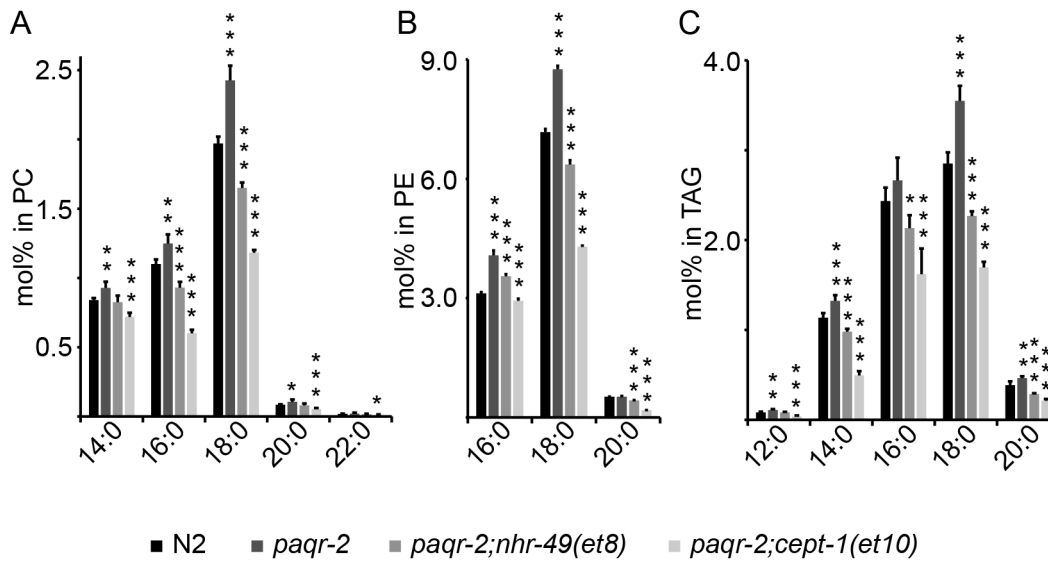 A
B
C
mol% in PC
2.5
1.5
0.5
14:0
16:0
18:0
20:0
22:0
** *** ** *** *** *** *** *** * *** *
mol% in PE
9.0
6.0
3.0
16:0
18:0
20:0
*** *** *** *** *** *** *** ***
mol% in TAG
4.0
2.0
12:0
14:0
16:0
18:0
20:0
** *** *** *** *** * *** *** *** *** ** *** ***
N2 paqr-2 paqr-2;nhr-49(et8) paqr-2;cept-1(et10)